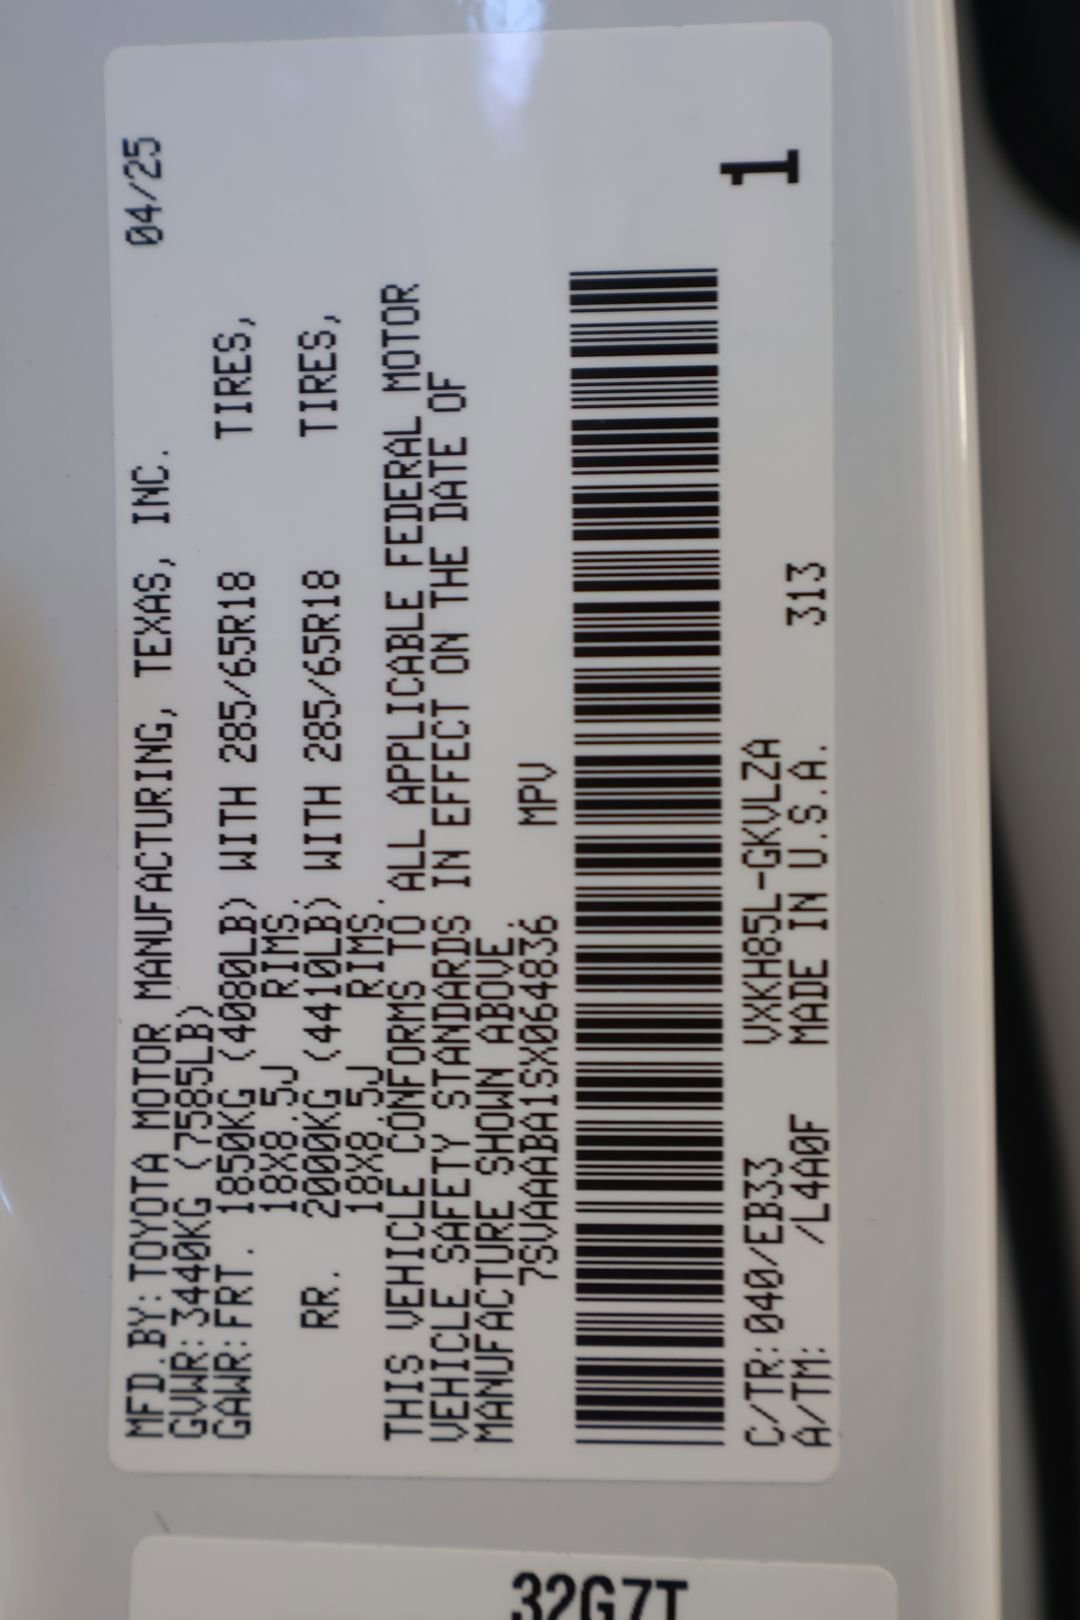 MFD.BY:TOYOTA MOTOR MANUFACTURING, TEXAS, INC. 04/25
GVWR:3440KG (7585LB)
GAWR:FRT. 1850KG (4080LB) WITH 285/65R18 TIRES,
18X8.5J RIMS.
RR. 2000KG (4410LB) WITH 285/65R18 TIRES,
18X8.5J RIMS.
THIS VEHICLE CONFORMS TO ALL APPLICABLE FEDERAL MOTOR
VEHICLE SAFETY STANDARDS IN EFFECT ON THE DATE OF
MANUFACTURE SHOWN ABOVE.
7SVAAABA1SX064836 MPV
C/TR:040/EB33 VXKH85L-GKVLZA 1
A/TM: /L4A0F MADE IN U.S.A. 313
32G7T